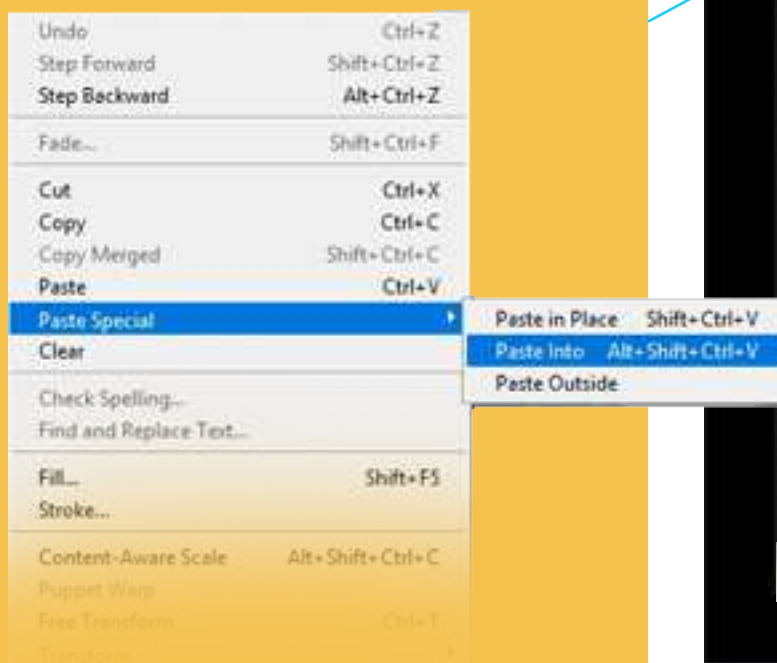 Undo Ctrl+Z
Step Forward Shift+Ctrl+Z
Step Backward Alt+Ctrl+Z
Fade... Shift+Ctrl+F
Cut Ctrl+X
Copy Ctrl+C
Copy Merged Shift+Ctrl+C
Paste Ctrl+V
Paste Special
Paste in Place Shift+Ctrl+V
Paste Into Alt+Shift+Ctrl+V
Paste Outside
Clear
Check Spelling...
Find and Replace Text...
Fill... Shift+F5
Stroke...
Content-Aware Scale Alt+Shift+Ctrl+C
Puppet Warp
Free Transform Ctrl+T
Transform